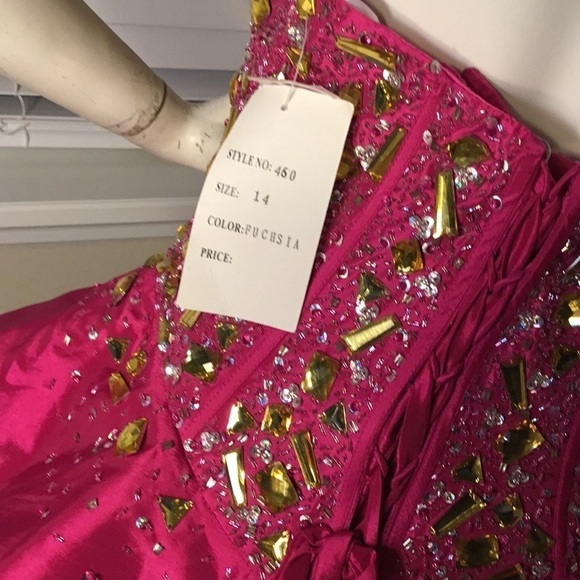 STYLE NO: 460
SIZE: 14
COLOR: FUCHSIA
PRICE: